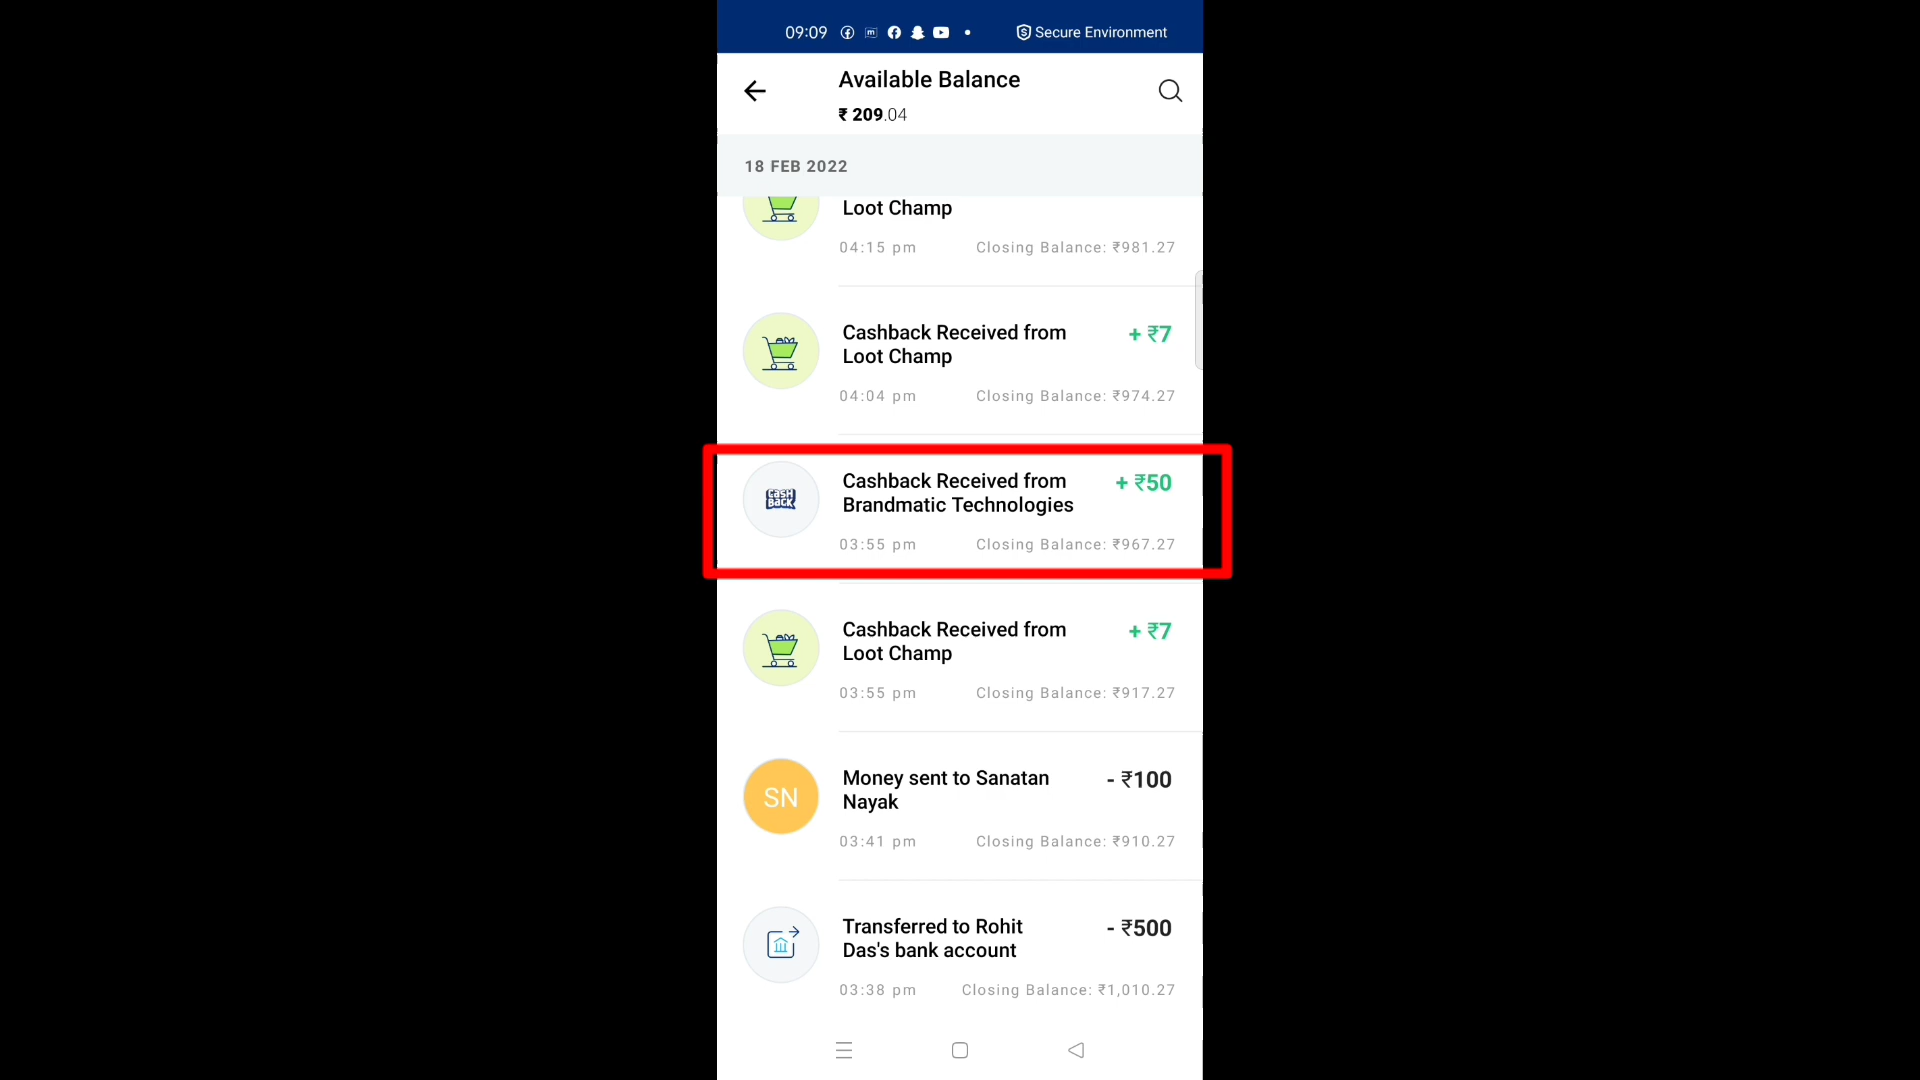 09:09
Secure Environment
Available Balance
₹ 209.04
18 FEB 2022
Loot Champ
04:15 pm Closing Balance: ₹981.27
Cashback Received from + ₹7
Loot Champ
04:04 pm Closing Balance: ₹974.27
CASH
BACK
Cashback Received from + ₹50
Brandmatic Technologies
03:55 pm Closing Balance: ₹967.27
Cashback Received from + ₹7
Loot Champ
03:55 pm Closing Balance: ₹917.27
SN
Money sent to Sanatan - ₹100
Nayak
03:41 pm Closing Balance: ₹910.27
Transferred to Rohit - ₹500
Das's bank account
03:38 pm Closing Balance: ₹1,010.27